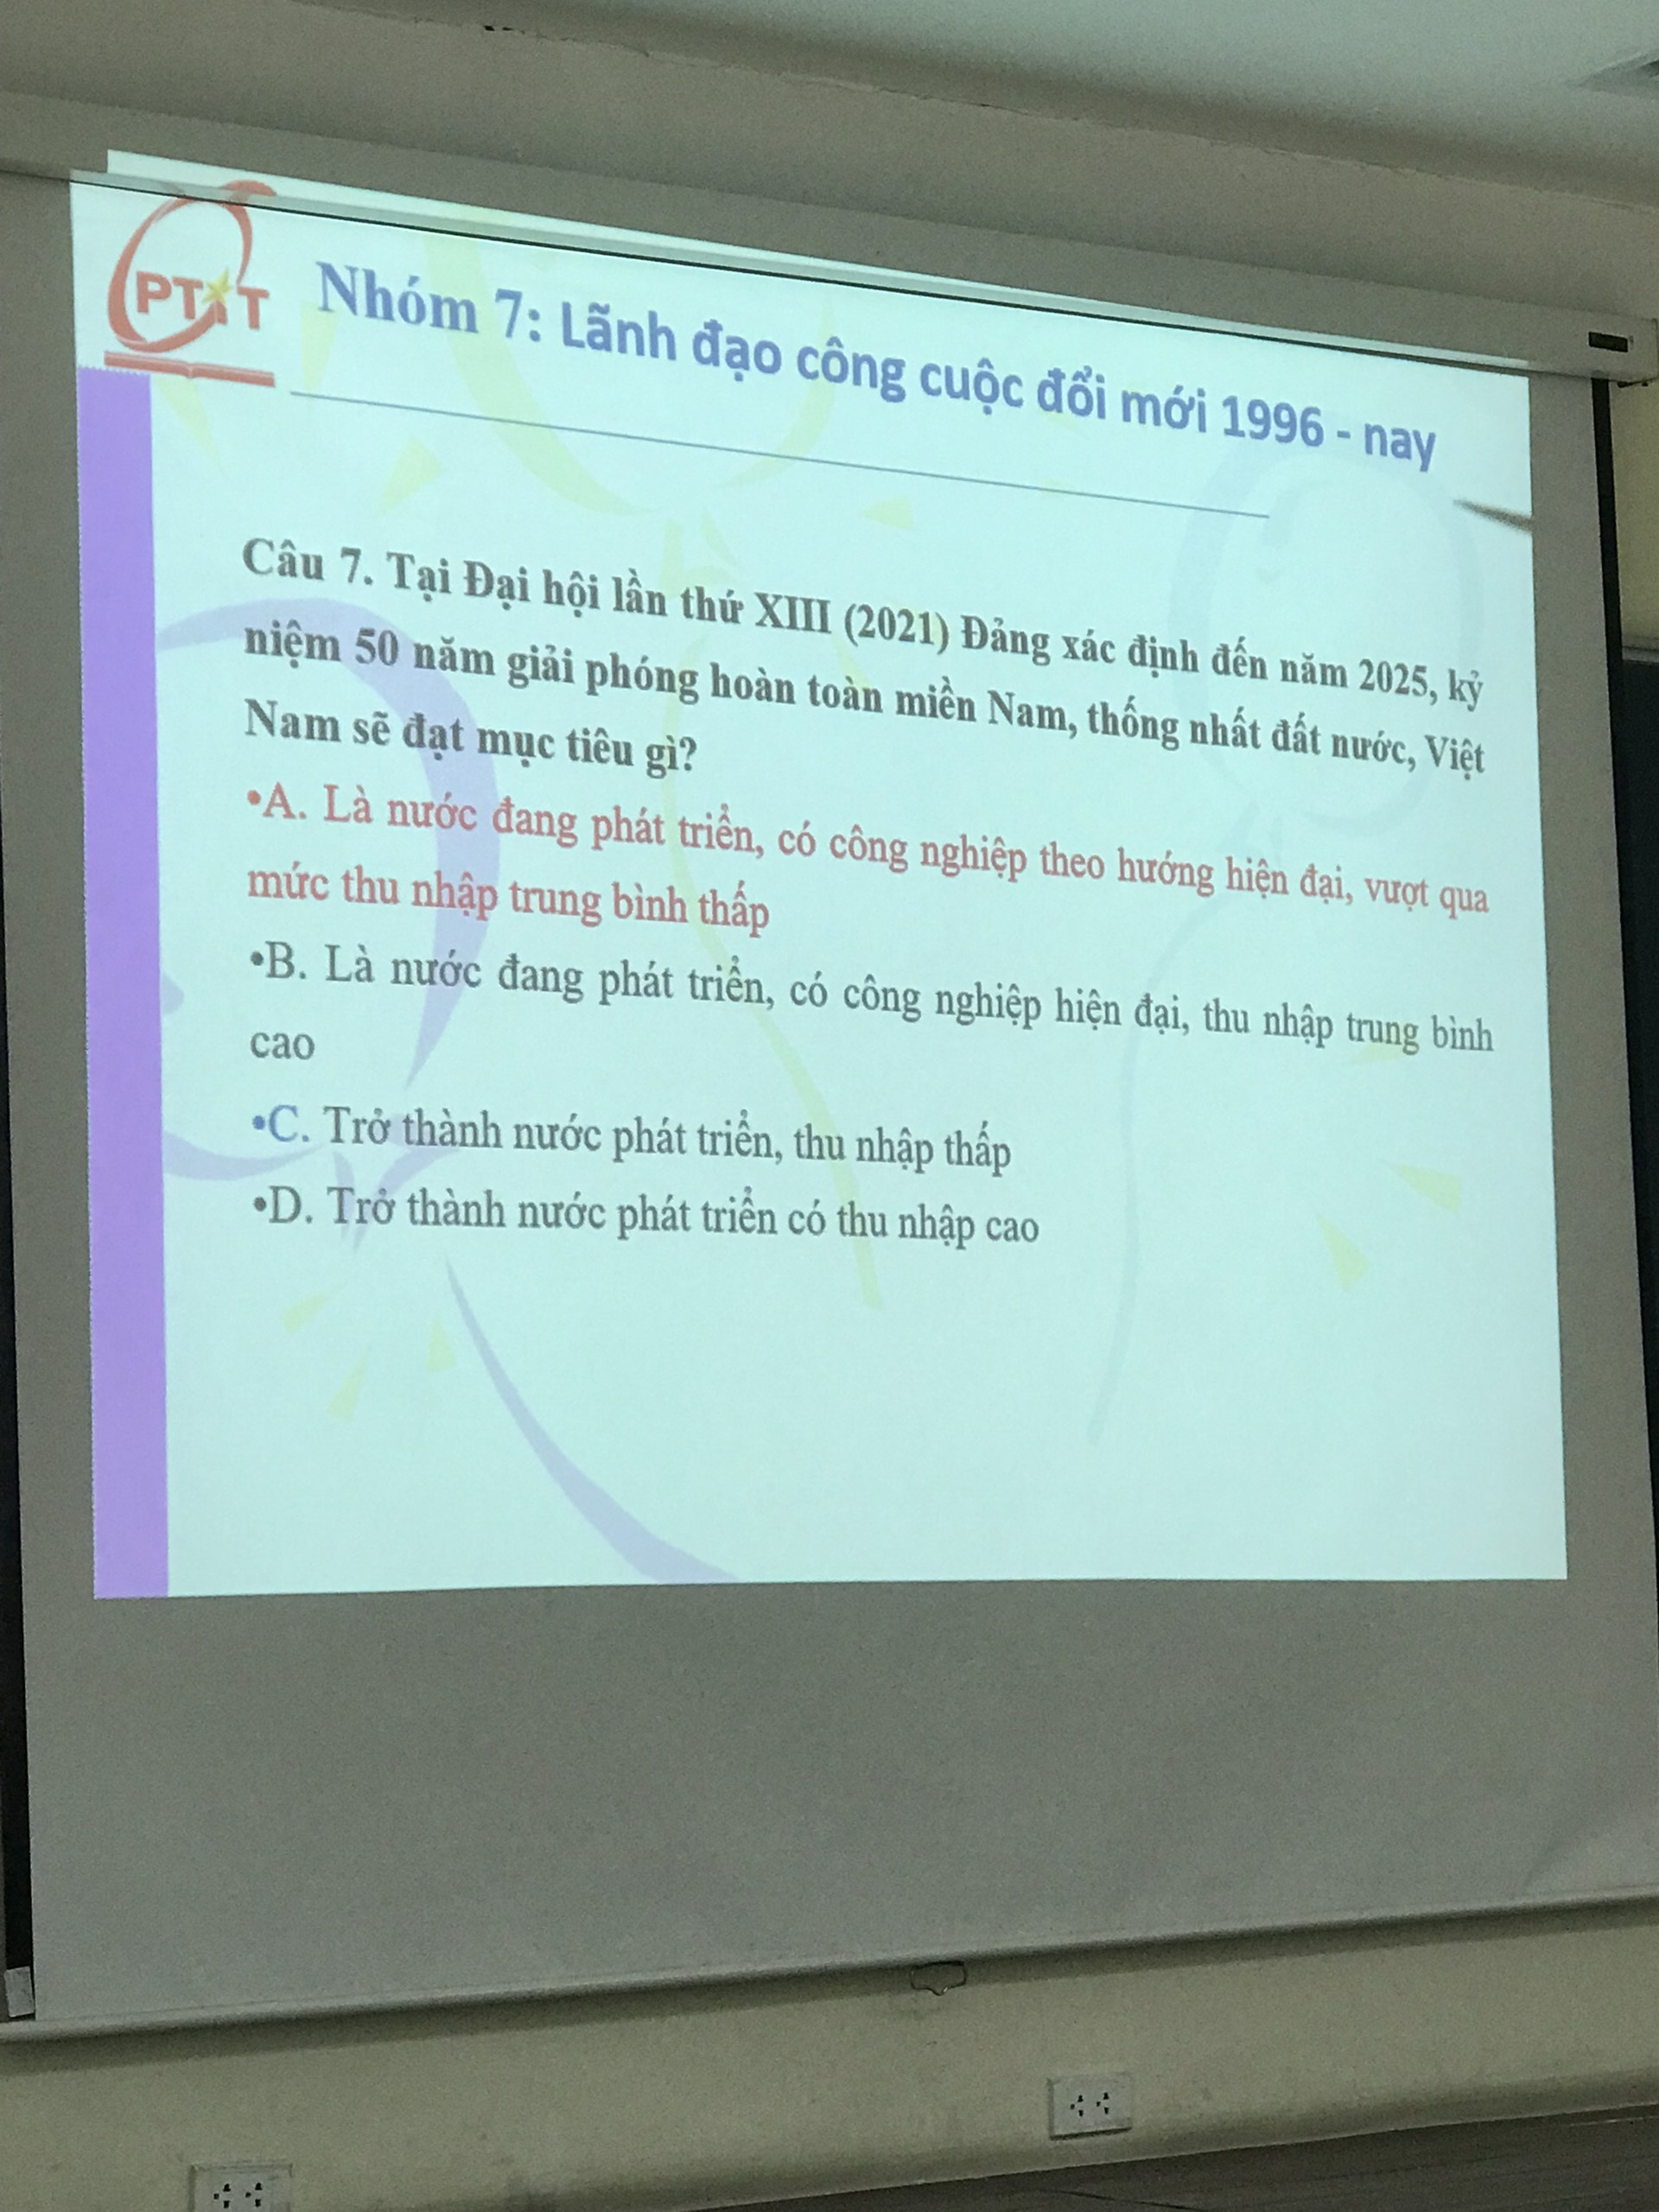 PTiT
Nhóm 7: Lãnh đạo công cuộc đổi mới 1996 - nay
Câu 7. Tại Đại hội lần thứ XIII (2021) Đảng xác định đến năm 2025, kỷ
niệm 50 năm giải phóng hoàn toàn miền Nam, thống nhất đất nước, Việt
Nam sẽ đạt mục tiêu gì?
•A. Là nước đang phát triển, có công nghiệp theo hướng hiện đại, vượt qua
mức thu nhập trung bình thấp
•B. Là nước đang phát triển, có công nghiệp hiện đại, thu nhập trung bình
cao
•C. Trở thành nước phát triển, thu nhập thấp
•D. Trở thành nước phát triển có thu nhập cao